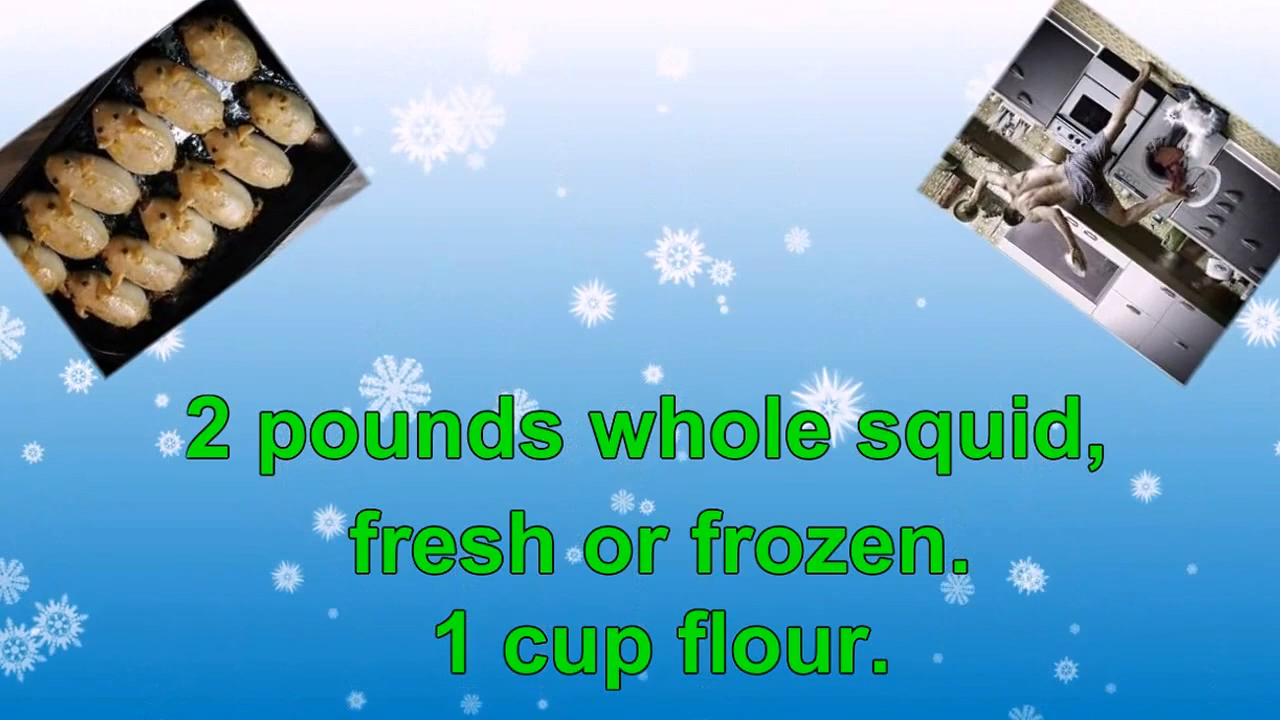 2 pounds whole squid,
fresh or frozen.
1 cup flour.